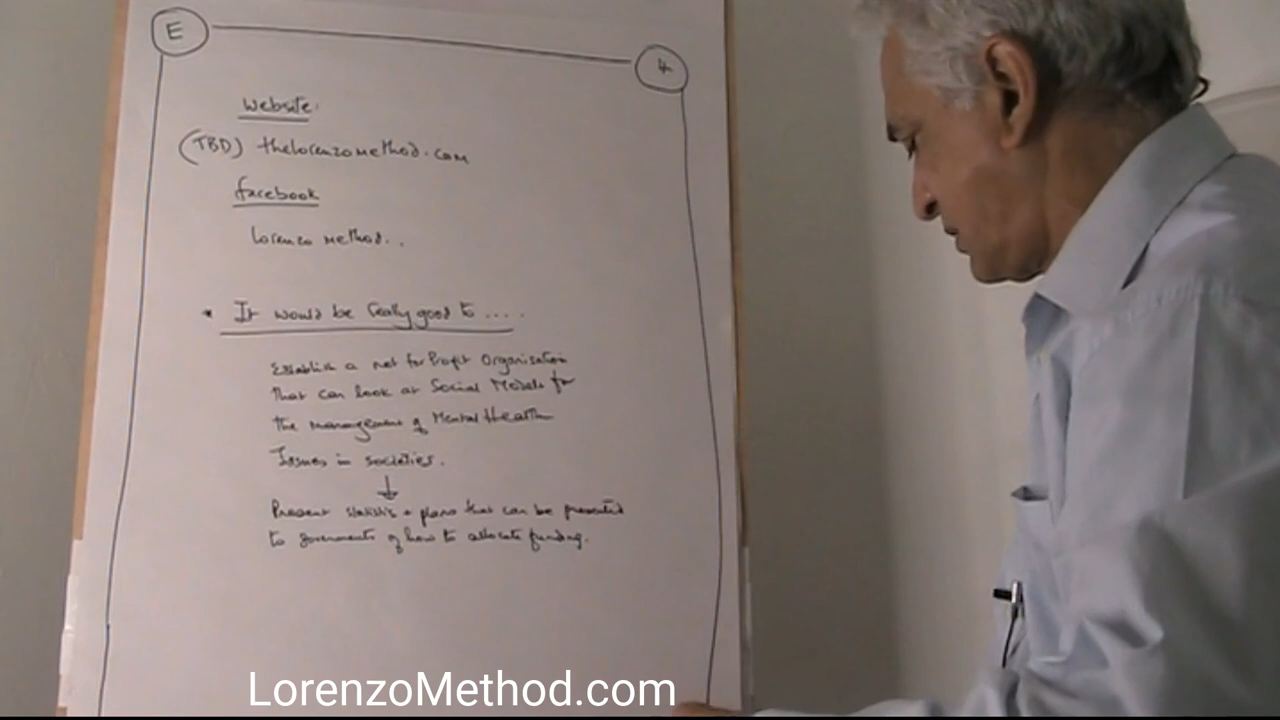 E
4
Website:
(TBD) thelorenzomethod.com
facebook
Lorenzo method..
* It would be really good to ....
Establish a not for Profit Organisation
that can look at Social Models for
the management of Mental Health
Issues in societies.
↓
Present statistics + plans that can be presented
to governments of how to allocate funding.
LorenzoMethod.com